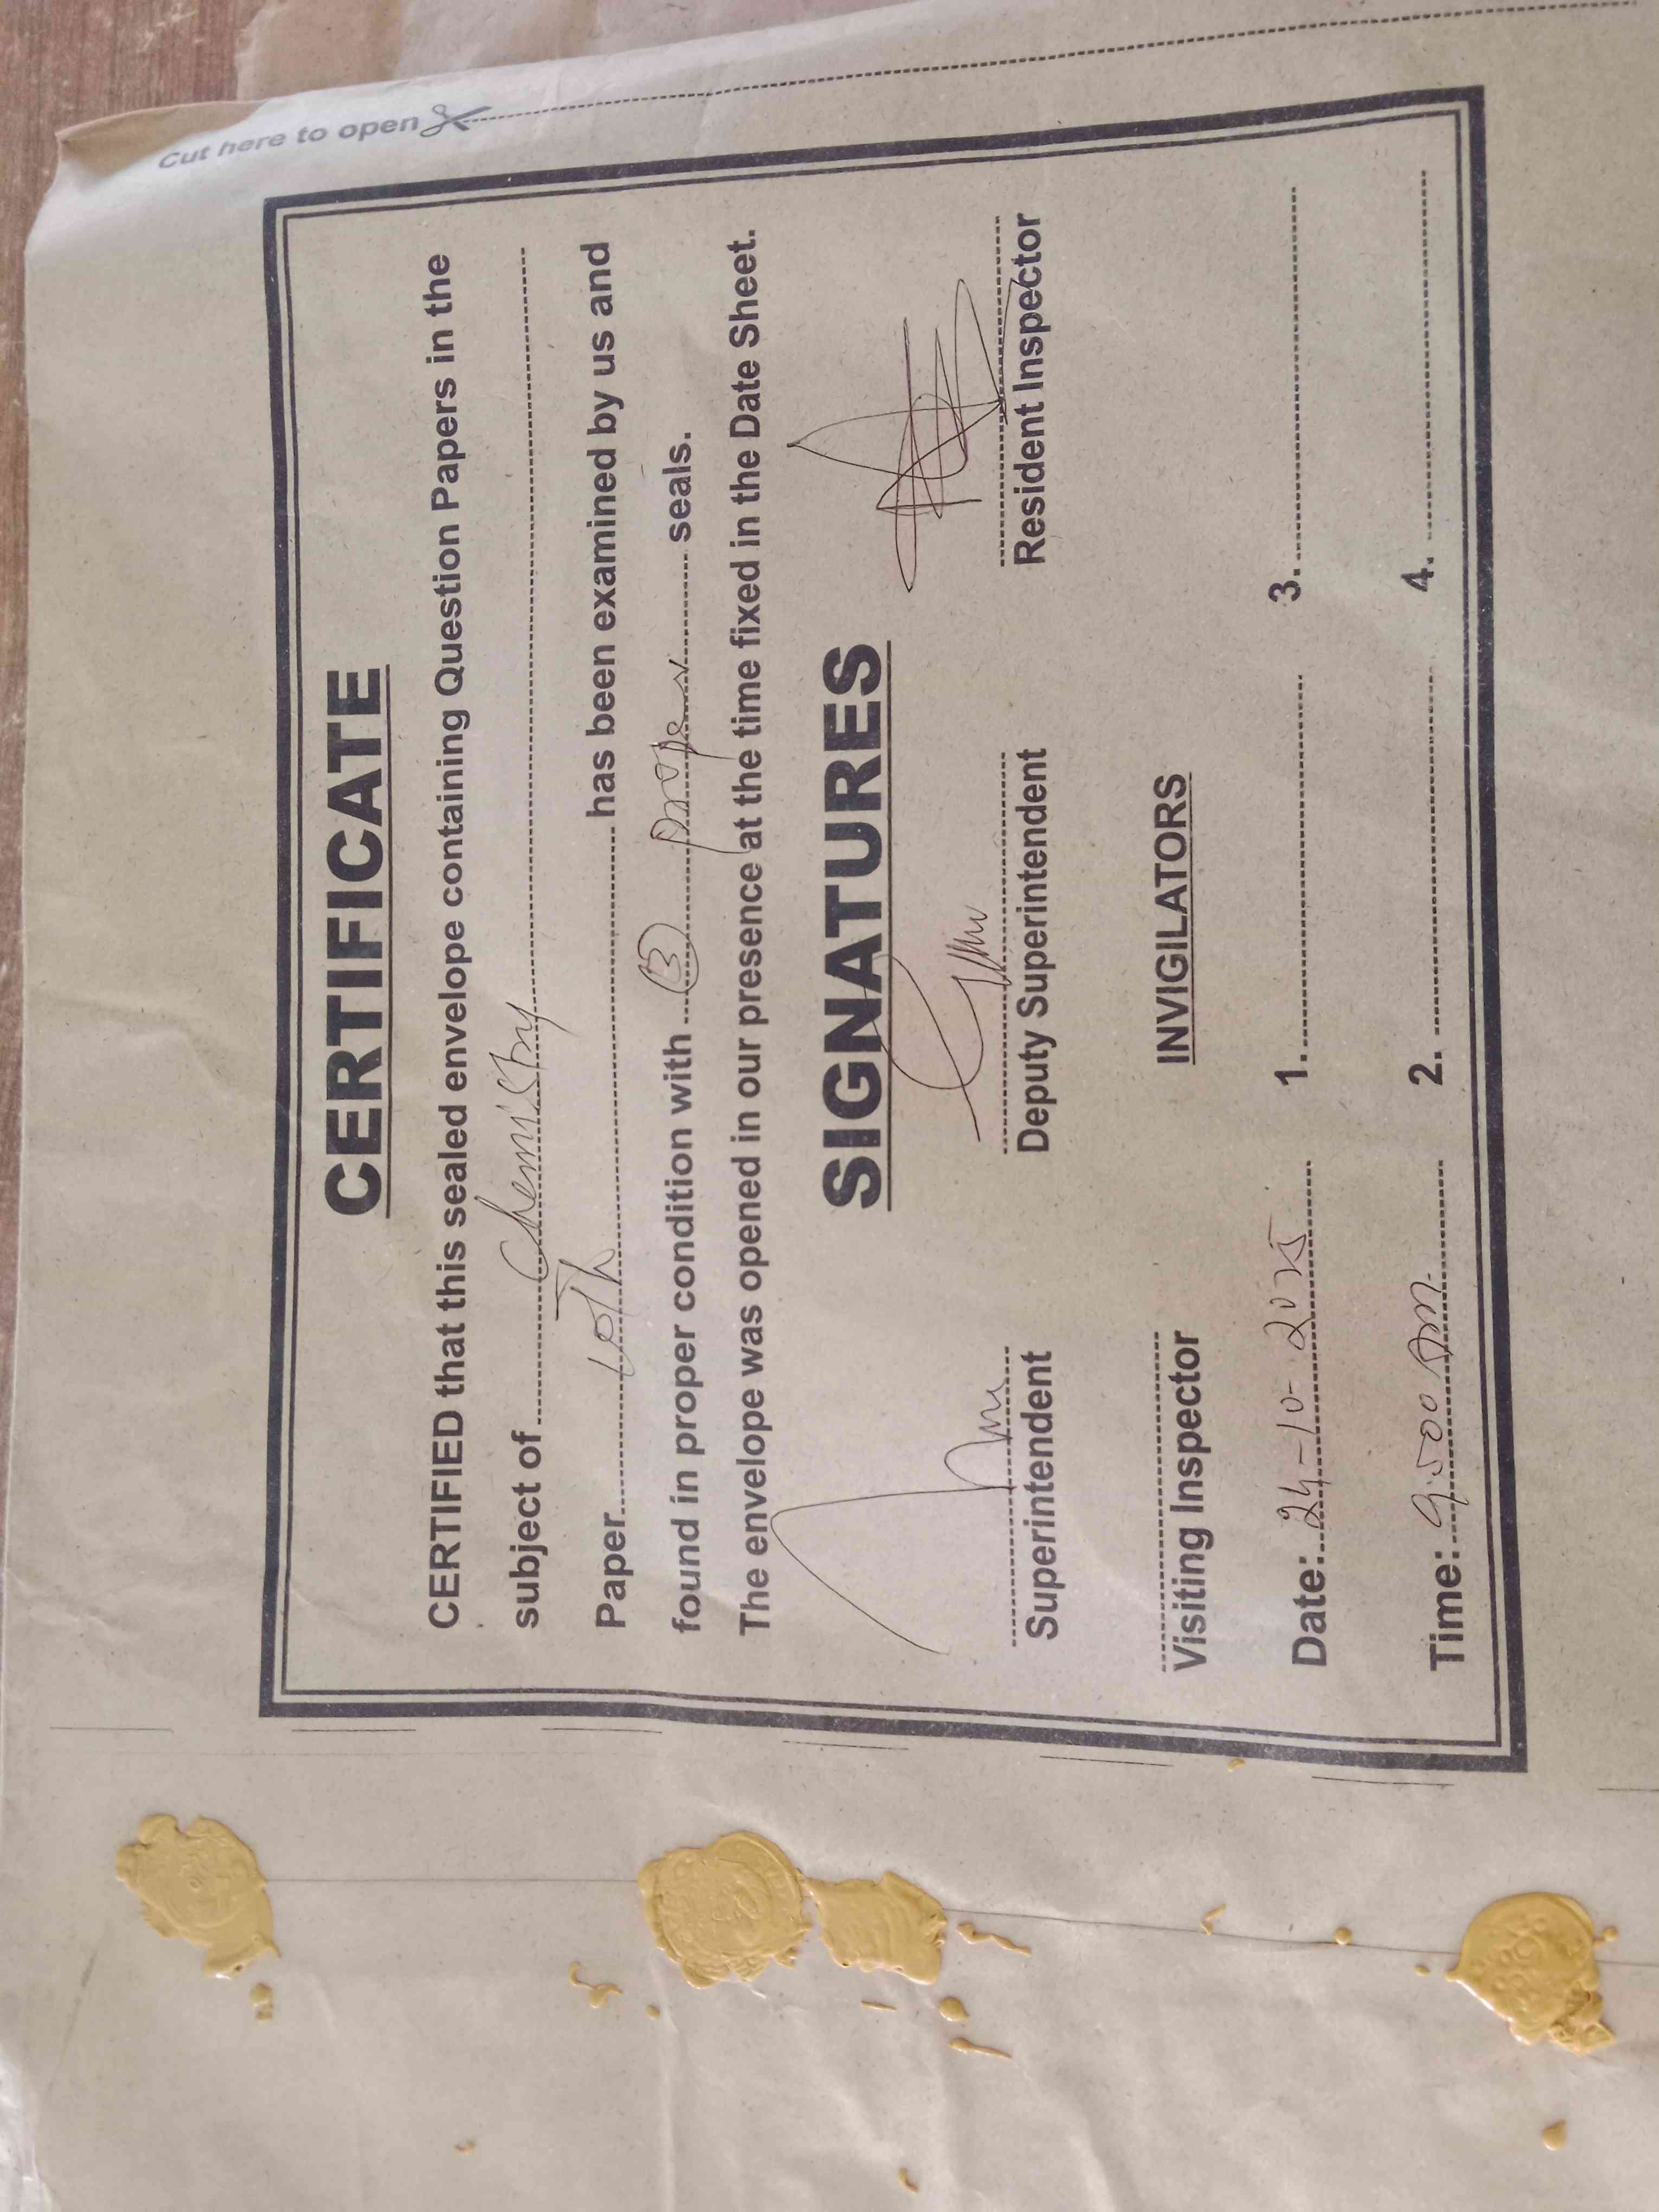 Cut here to open
CERTIFICATE
CERTIFIED that this sealed envelope containing Question Papers in the
subject of Chemistry
Paper 10th has been examined by us and
found in proper condition with (3) proper seals.
The envelope was opened in our presence at the time fixed in the Date Sheet.
SIGNATURES
Superintendent Deputy Superintendent Resident Inspector
Visiting Inspector INVIGILATORS
Date: 24-10-2025 1. 3.
Time: 9:500 Am 2. 4.